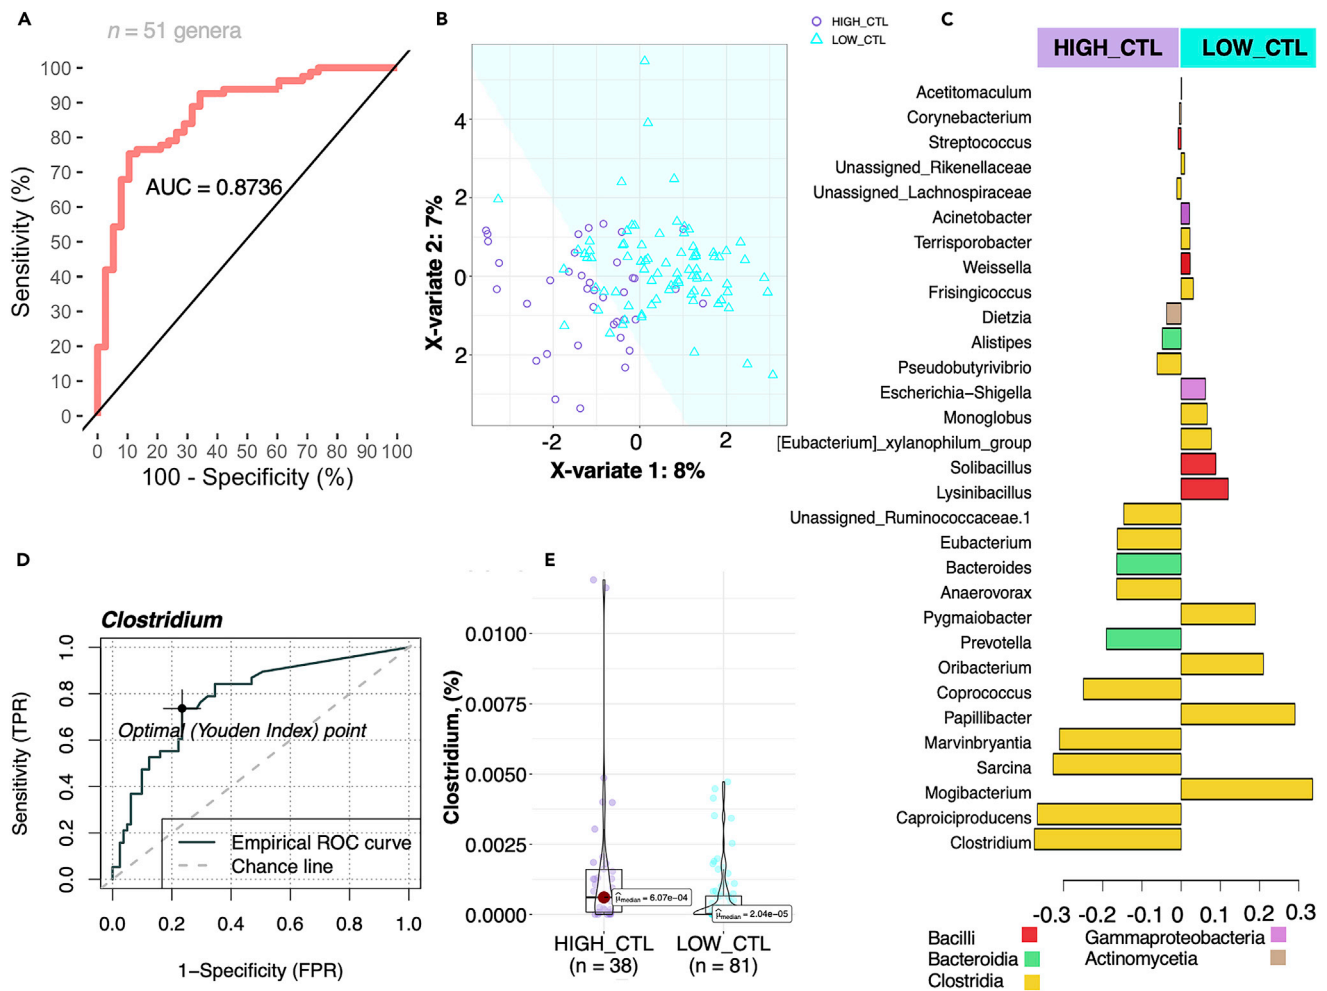 A
n = 51 genera
100
90
80
70
60
50
40
30
20
10
0
Sensitivity (%)
AUC = 0.8736
0 10 20 30 40 50 60 70 80 90 100
100 - Specificity (%)
B
HIGH_CTL
LOW_CTL
4
2
0
2
X-variate 2: 7%
-2 0 2
X-variate 1: 8%
C
HIGH_CTL LOW_CTL
Acetitomaculum
Corynebacterium
Streptococcus
Unassigned_Rikenellaceae
Unassigned_Lachnospiraceae
Acinetobacter
Terrisporobacter
Weissella
Frisingicoccus
Dietzia
Alistipes
Pseudobutyrivibrio
Escherichia–Shigella
Monoglobus
[Eubacterium]_xylanophilum_group
Solibacillus
Lysinibacillus
Unassigned_Ruminococcaceae.1
Eubacterium
Bacteroides
Anaerovorax
Pygmaiobacter
Prevotella
Oribacterium
Coprococcus
Papillibacter
Marvinbryantia
Sarcina
Mogibacterium
Caproiciproducens
Clostridium
-0.3 -0.2 -0.1 0 0.1 0.2 0.3
Bacilli
Bacteroidia
Clostridia
Gammaproteobacteria
Actinomycetia
D
Clostridium
1.0
0.8
0.6
0.4
0.2
0.0
Sensitivity (TPR)
Optimal (Youden Index) point
Empirical ROC curve
Chance line
0.0 0.2 0.4 0.6 0.8 1.0
1–Specificity (FPR)
E
0.0100
0.0075
0.0050
0.0025
0.0000
Clostridium, (%)
μ̂median = 6.07e−04
μ̂median = 2.04e−05
HIGH_CTL LOW_CTL
(n = 38) (n = 81)